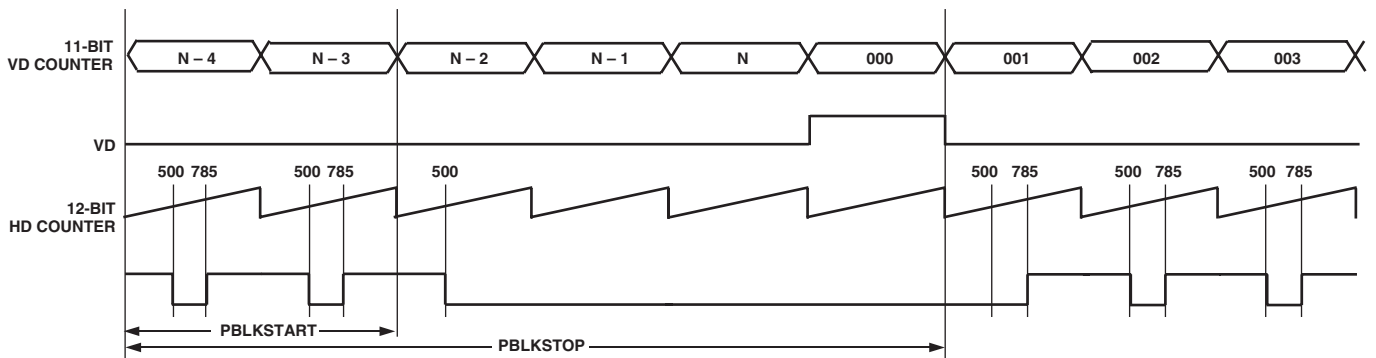 11-BIT
VD COUNTER
N – 4 N – 3 N – 2 N – 1 N 000 001 002 003
VD
500 785 500 785 500 500 785 500 785 500 785
12-BIT
HD COUNTER
PBLKSTART
PBLKSTOP